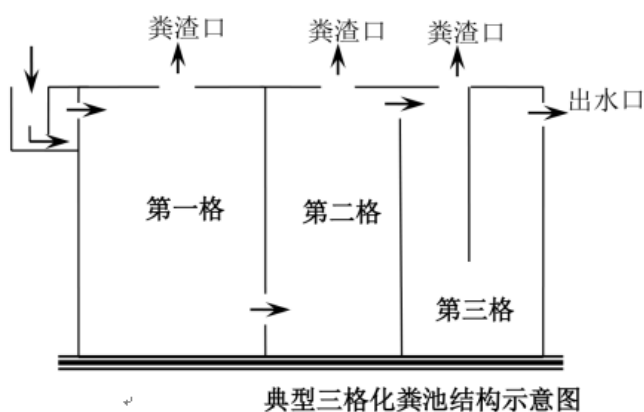 粪渣口 粪渣口 粪渣口
出水口
第一格 第二格
第三格
典型三格化粪池结构示意图